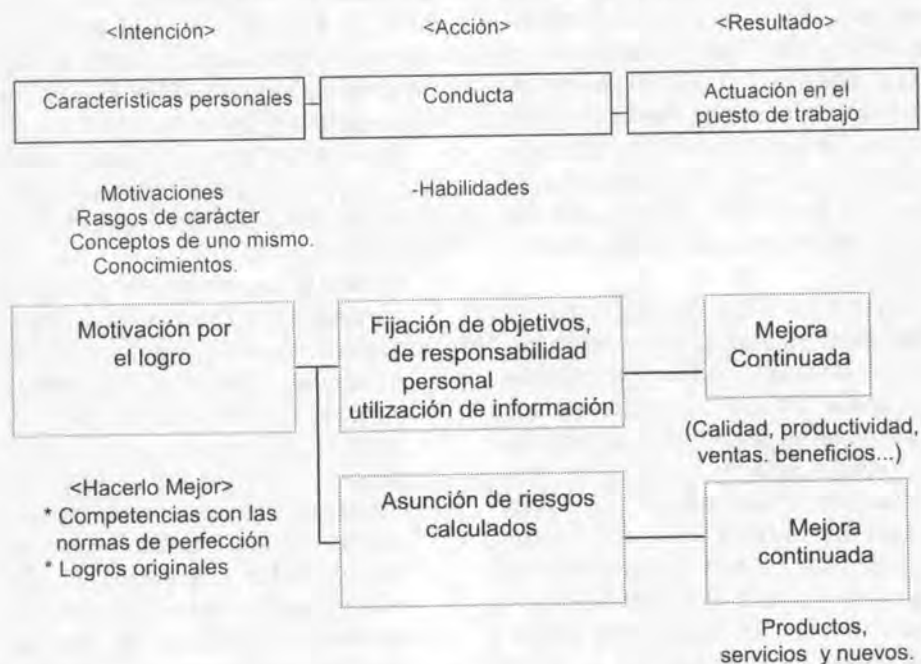 <Intención>
<Acción>
<Resultado>
Características personales
Conducta
Actuación en el
puesto de trabajo
Motivaciones
Rasgos de carácter
Conceptos de uno mismo.
Conocimientos.
-Habilidades
Motivación por
el logro
Fijación de objetivos,
de responsabilidad
personal
utilización de información
Mejora
Continuada
(Calidad, productividad,
ventas. beneficios...)
<Hacerlo Mejor>
* Competencias con las
normas de perfección
* Logros originales
Asunción de riesgos
calculados
Mejora
continuada
Productos,
servicios y nuevos.